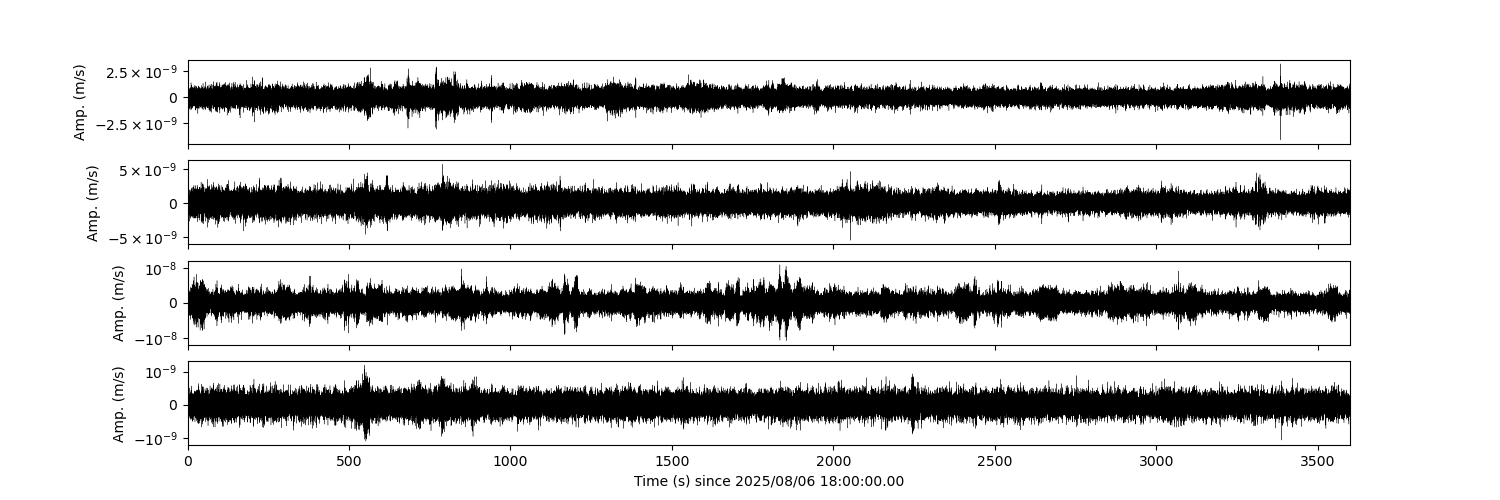 Amp. (m/s)
2.5 × 10⁻⁹
0
−2.5 × 10⁻⁹
Amp. (m/s)
5 × 10⁻⁹
0
−5 × 10⁻⁹
Amp. (m/s)
10⁻⁸
0
−10⁻⁸
Amp. (m/s)
10⁻⁹
0
−10⁻⁹
0 500 1000 1500 2000 2500 3000 3500
Time (s) since 2025/08/06 18:00:00.00